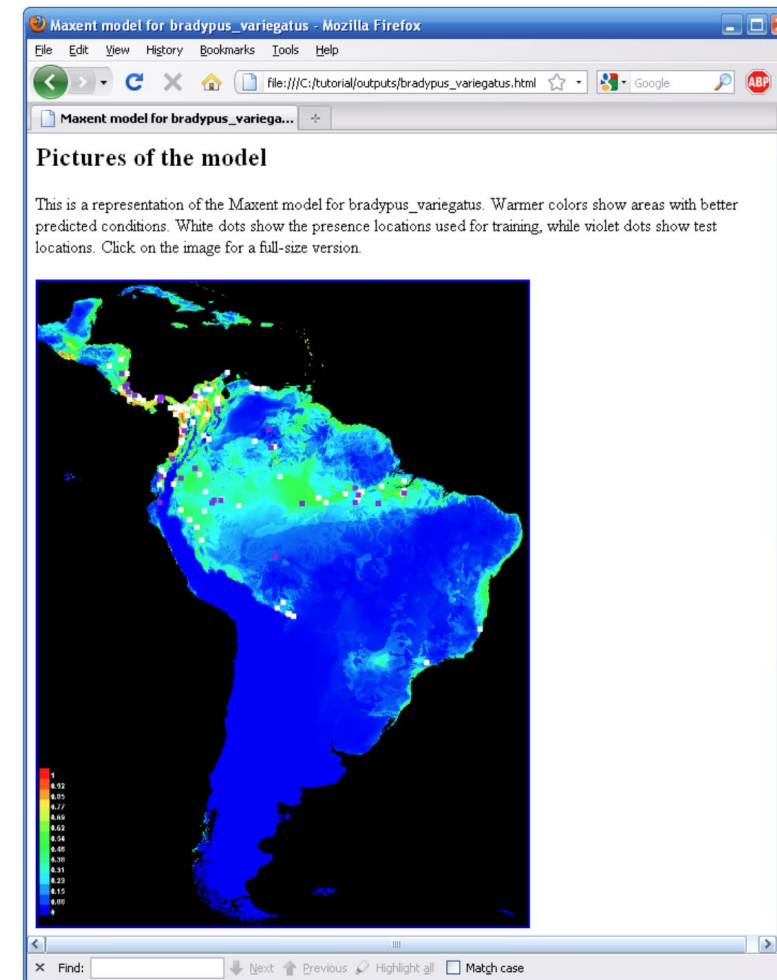 Maxent model for bradypus_variegatus - Mozilla Firefox
File Edit View History Bookmarks Tools Help
file:///C:/tutorial/outputs/bradypus_variegatus.html
Google
ABP
Maxent model for bradypus_variega...
Pictures of the model
This is a representation of the Maxent model for bradypus_variegatus. Warmer colors show areas with better
predicted conditions. White dots show the presence locations used for training, while violet dots show test
locations. Click on the image for a full-size version.
1
0.92
0.85
0.77
0.69
0.62
0.54
0.46
0.38
0.31
0.23
0.15
0.08
0
× Find: Next Previous Highlight all Match case